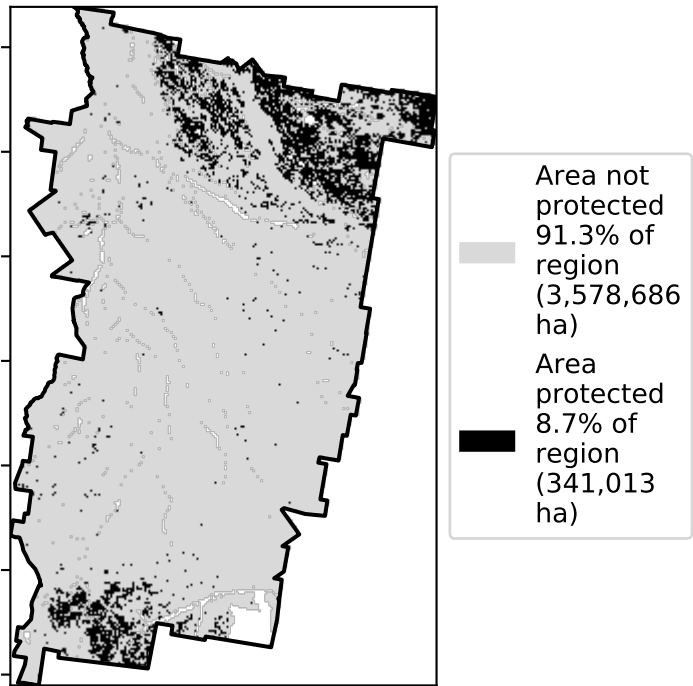 Area not
protected
91.3% of
region
(3,578,686
ha)
Area
protected
8.7% of
region
(341,013
ha)